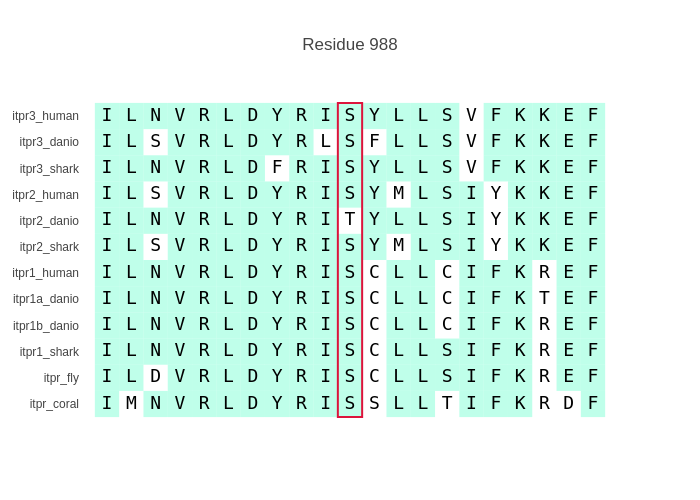 Residue 988
itpr3_human I L N V R L D Y R I S Y L L S V F K K E F
itpr3_danio I L S V R L D Y R L S F L L S V F K K E F
itpr3_shark I L N V R L D F R I S Y L L S V F K K E F
itpr2_human I L S V R L D Y R I S Y M L S I Y K K E F
itpr2_danio I L N V R L D Y R I T Y L L S I Y K K E F
itpr2_shark I L S V R L D Y R I S Y M L S I Y K K E F
itpr1_human I L N V R L D Y R I S C L L C I F K R E F
itpr1a_danio I L N V R L D Y R I S C L L C I F K T E F
itpr1b_danio I L N V R L D Y R I S C L L C I F K R E F
itpr1_shark I L N V R L D Y R I S C L L S I F K R E F
itpr_fly I L D V R L D Y R I S C L L S I F K R E F
itpr_coral I M N V R L D Y R I S S L L T I F K R D F